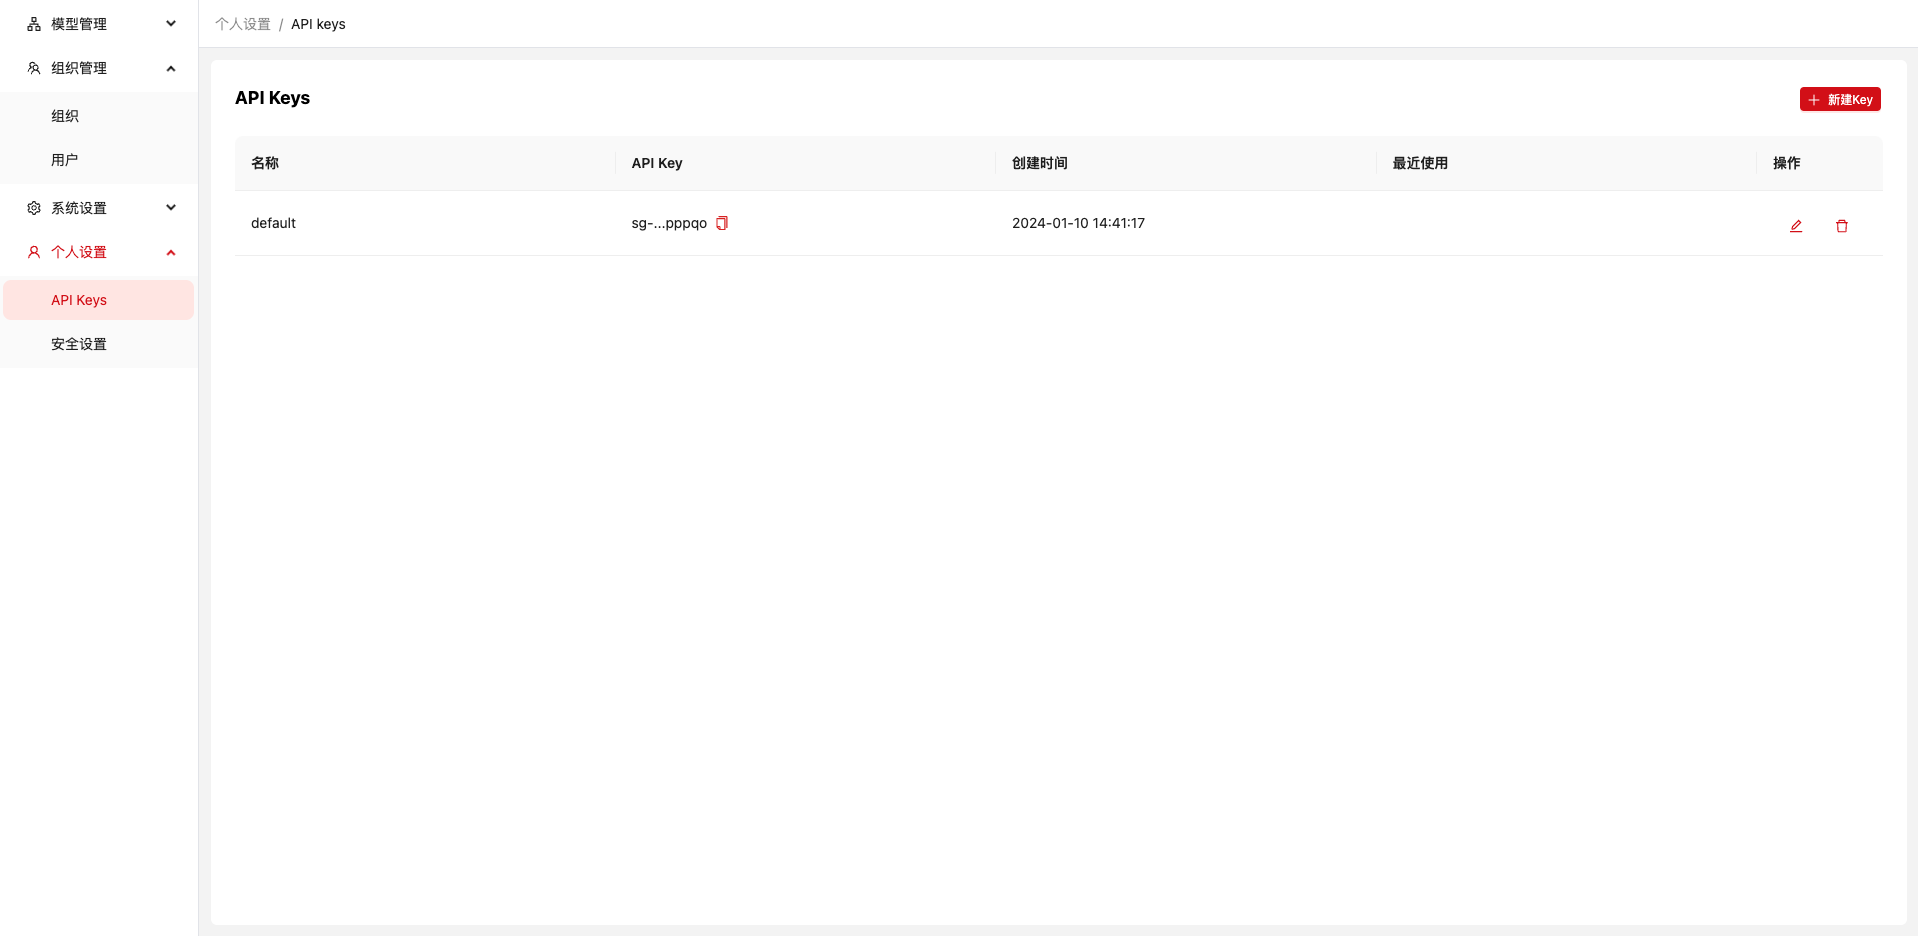 模型管理
组织管理
组织
用户
系统设置
个人设置
API Keys
安全设置
个人设置 / API keys
API Keys
新建Key
名称 API Key 创建时间 最近使用 操作
default sg-...pppqo 2024-01-10 14:41:17